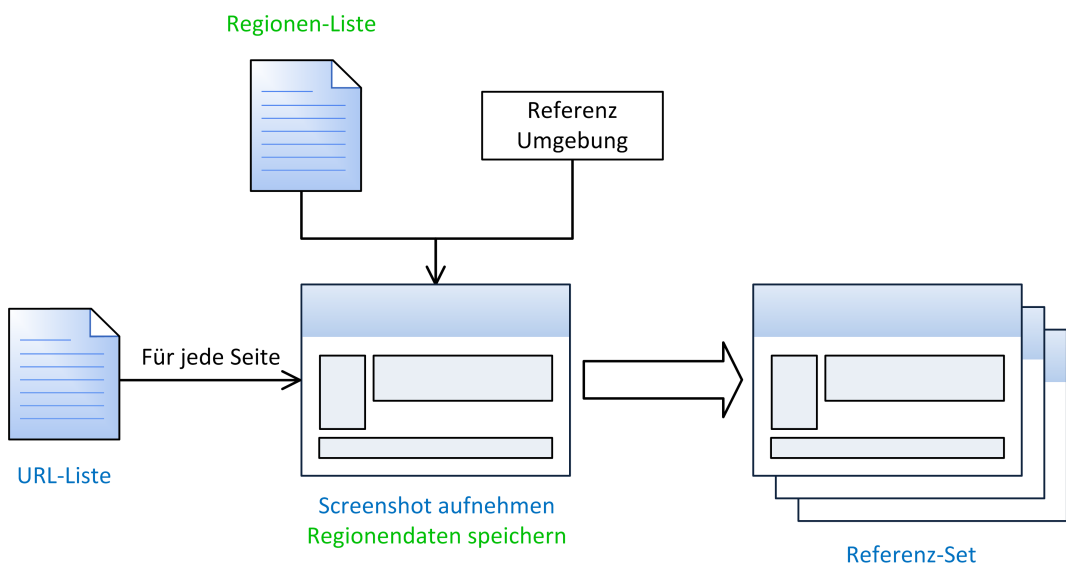 Regionen-Liste
Referenz
Umgebung
Für jede Seite
URL-Liste
Screenshot aufnehmen
Regionendaten speichern
Referenz-Set